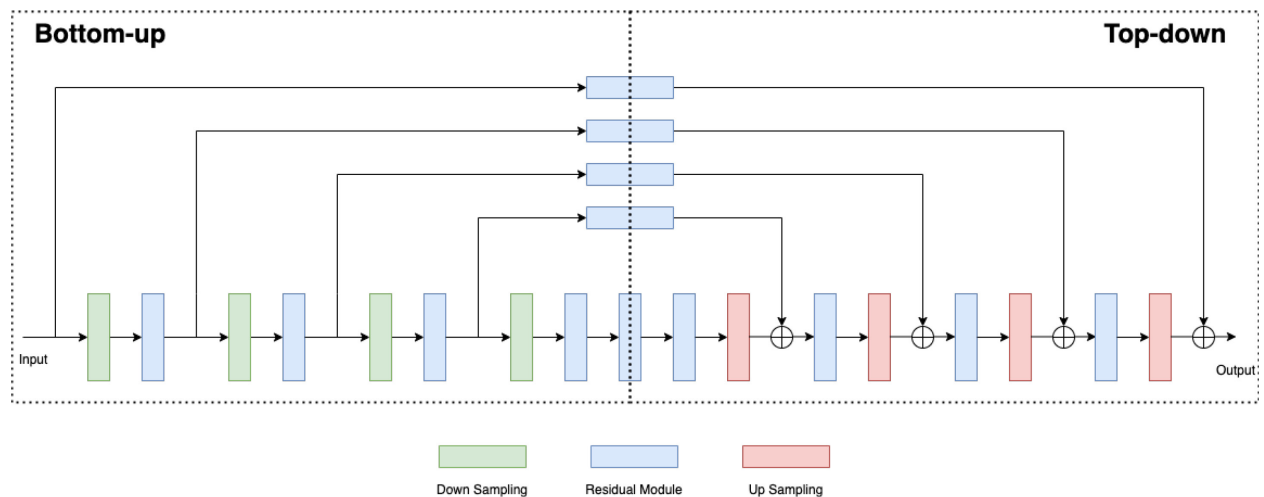 Bottom-up
Top-down
Input
Output
Down Sampling
Residual Module
Up Sampling